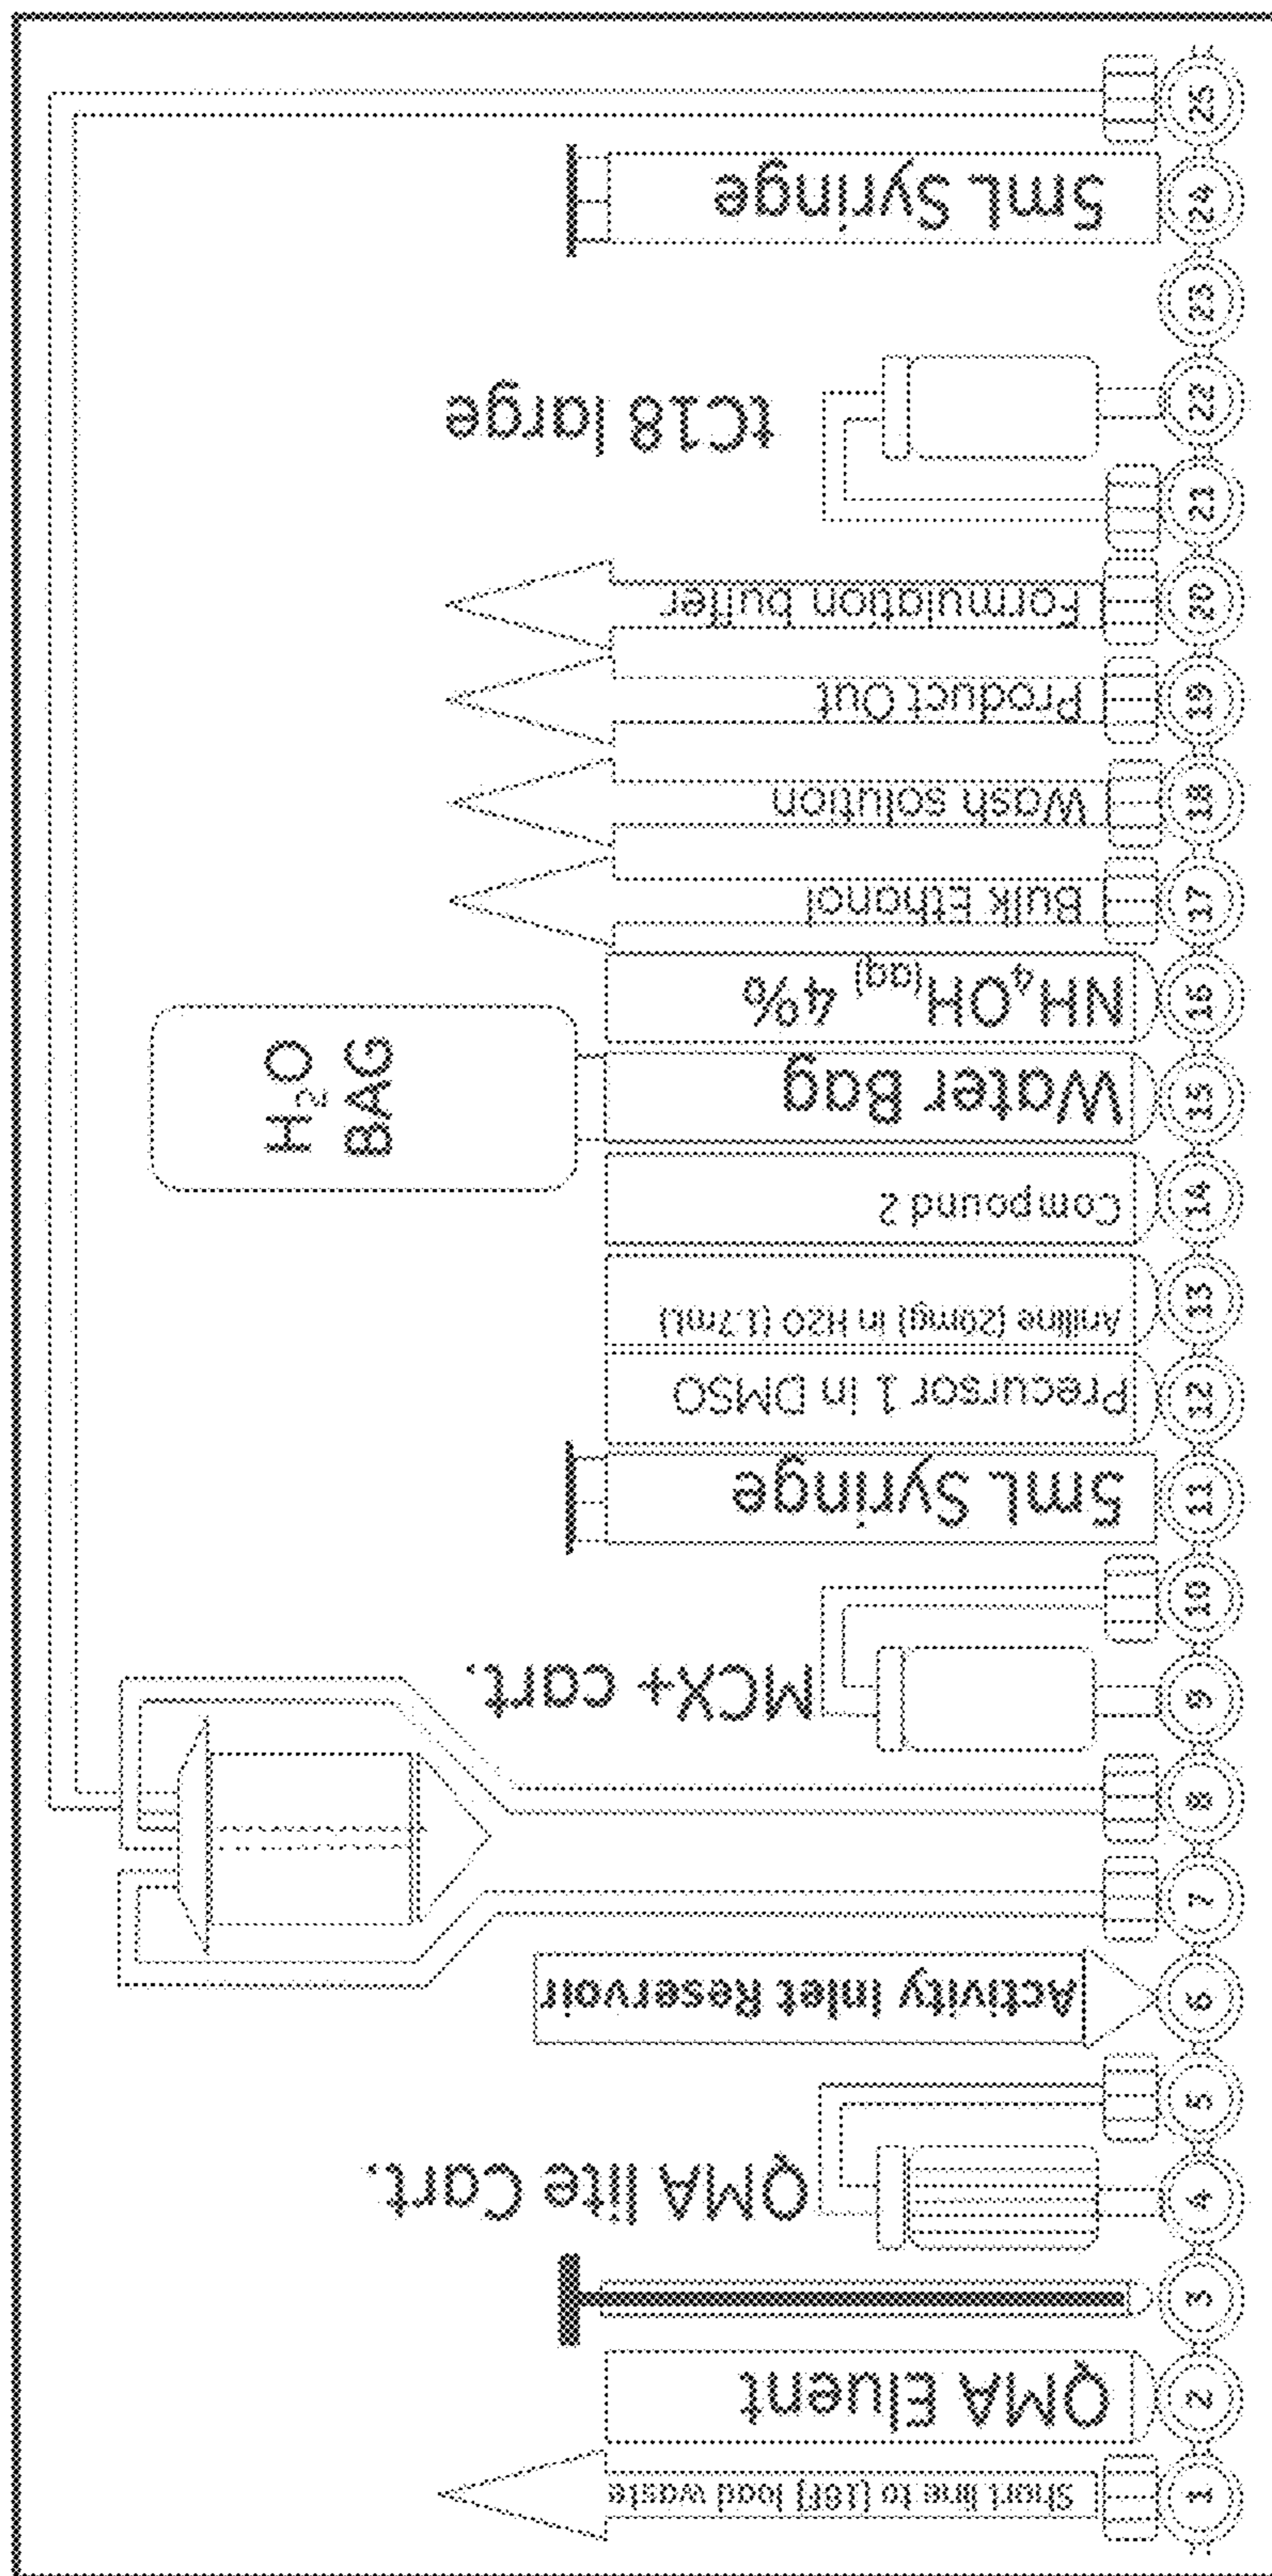 Short line to [18F] load waste
QMA Eluent
QMA lite Cart.
Activity Inlet Reservoir
MCX+ cart.
5mL Syringe
Precursor 1 in DMSO
Aniline (20mg) in H2O (1.7mL)
Compound 2
Water Bag
H₂O
BAG
NH₄OH(aq) 4%
Bulk Ethanol
Wash solution
Product Out
Formulation buffer
tC18 large
5mL Syringe
1 2 3 4 5 6 7 8 9 10 11 12 13 14 15 16 17 18 19 20 21 22 23 24 25